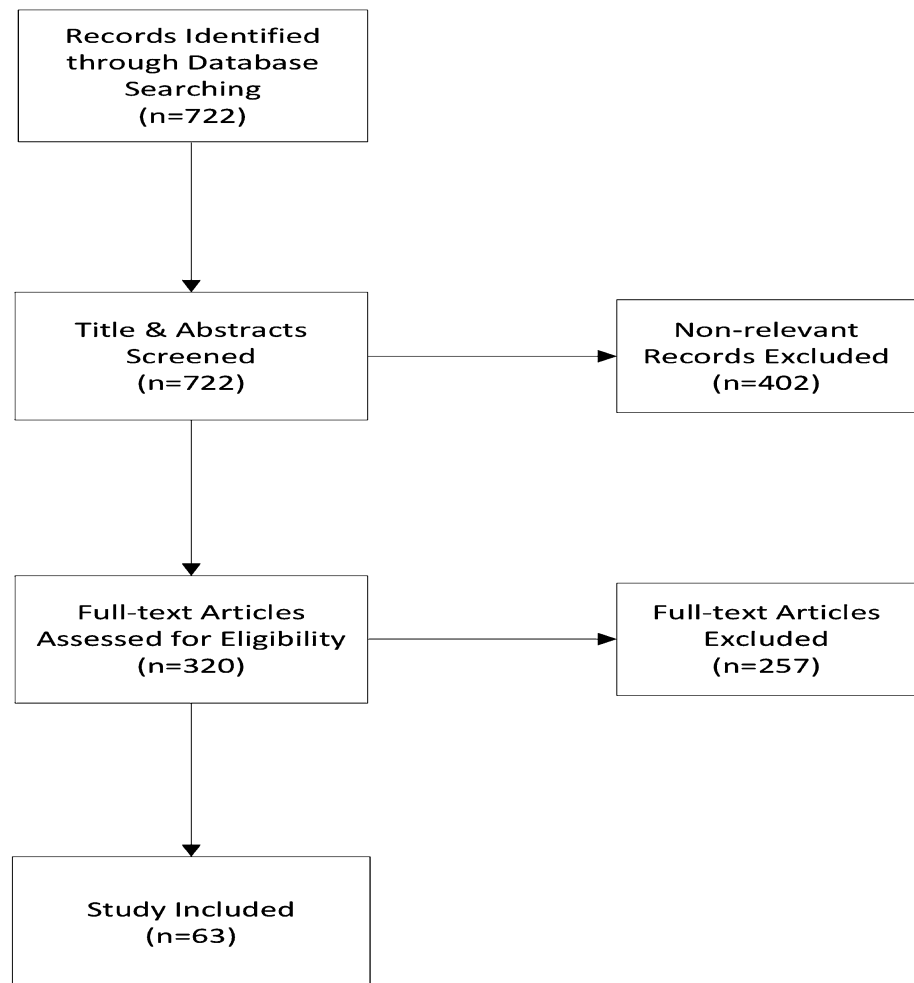 Records Identified
through Database
Searching
(n=722)
Title & Abstracts
Screened
(n=722)
Non-relevant
Records Excluded
(n=402)
Full-text Articles
Assessed for Eligibility
(n=320)
Full-text Articles
Excluded
(n=257)
Study Included
(n=63)